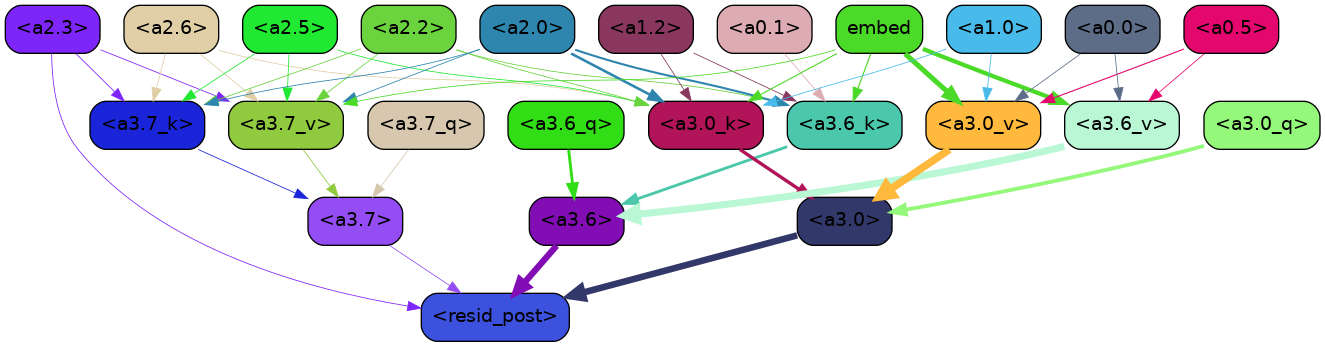 <a2.3> <a2.6> <a2.5> <a2.2> <a2.0> <a1.2> <a0.1> embed <a1.0> <a0.0> <a0.5>
<a3.7_k> <a3.7_v> <a3.7_q> <a3.6_q> <a3.0_k> <a3.6_k> <a3.0_v> <a3.6_v> <a3.0_q>
<a3.7> <a3.6> <a3.0>
<resid_post>